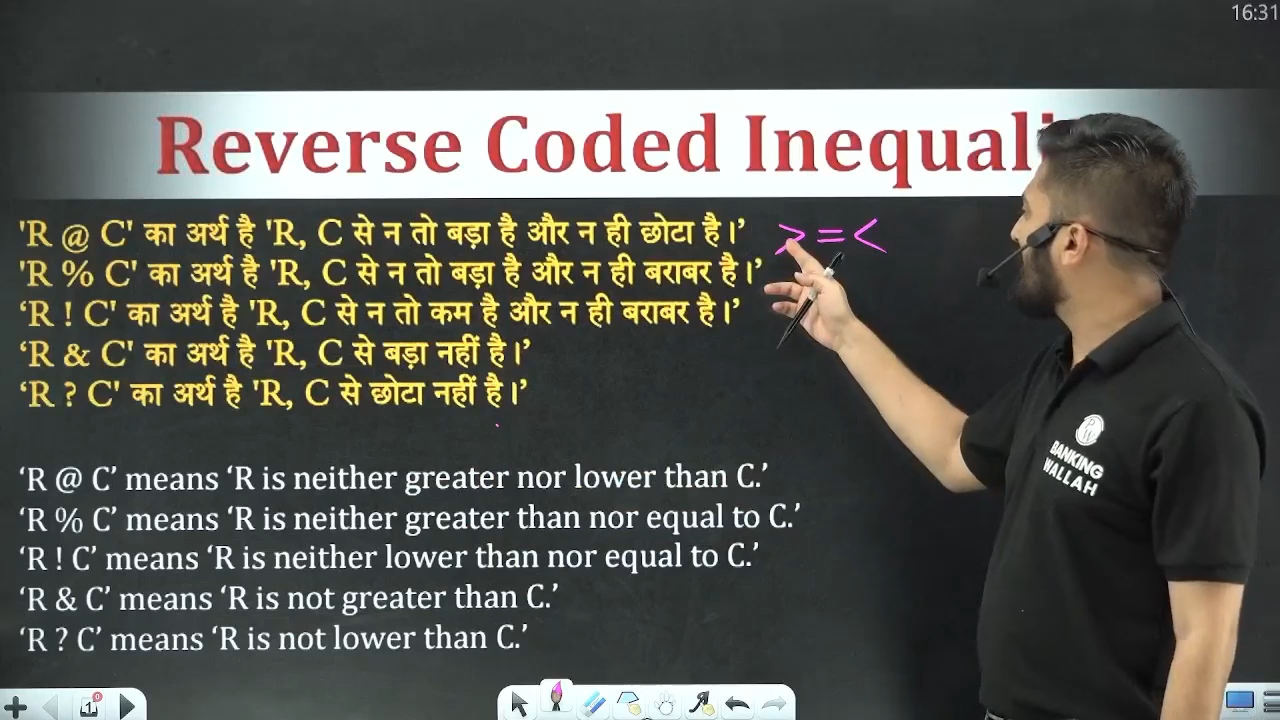 16:31
Reverse Coded
'R @ C' का अर्थ है 'R, C से न तो बड़ा है और न ही छोटा है।’ > = <
'R % C' का अर्थ है 'R, C से न तो बड़ा है और न ही बराबर है।’
‘R ! C' का अर्थ है 'R, C से न तो कम है और न ही बराबर है।’
‘R & C' का अर्थ है 'R, C से बड़ा नहीं है।’
‘R ? C' का अर्थ है 'R, C से छोटा नहीं है।’
‘R @ C’ means ‘R is neither greater nor lower than C.’
‘R % C’ means ‘R is neither greater than nor equal to C.’
‘R ! C’ means ‘R is neither lower than nor equal to C.’
‘R & C’ means ‘R is not greater than C.’
‘R ? C’ means ‘R is not lower than C.’
BANKING
WALLAH
1